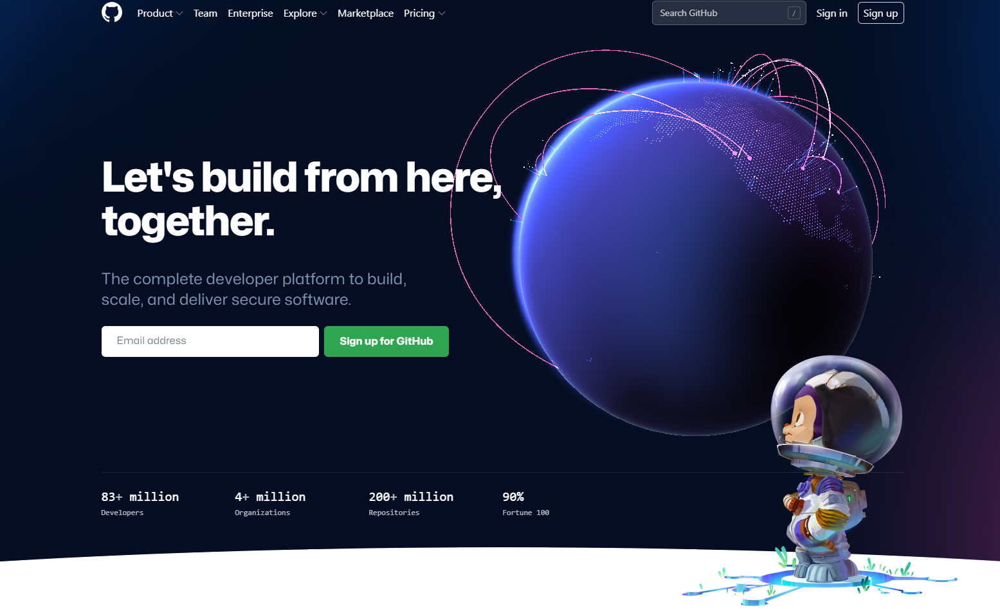 Product
Team
Enterprise
Explore
Marketplace
Pricing
Search GitHub
/
Sign in
Sign up
Let's build from here,
together.
The complete developer platform to build,
scale, and deliver secure software.
Email address
Sign up for GitHub
83+ million
Developers
4+ million
Organizations
200+ million
Repositories
90%
Fortune 100